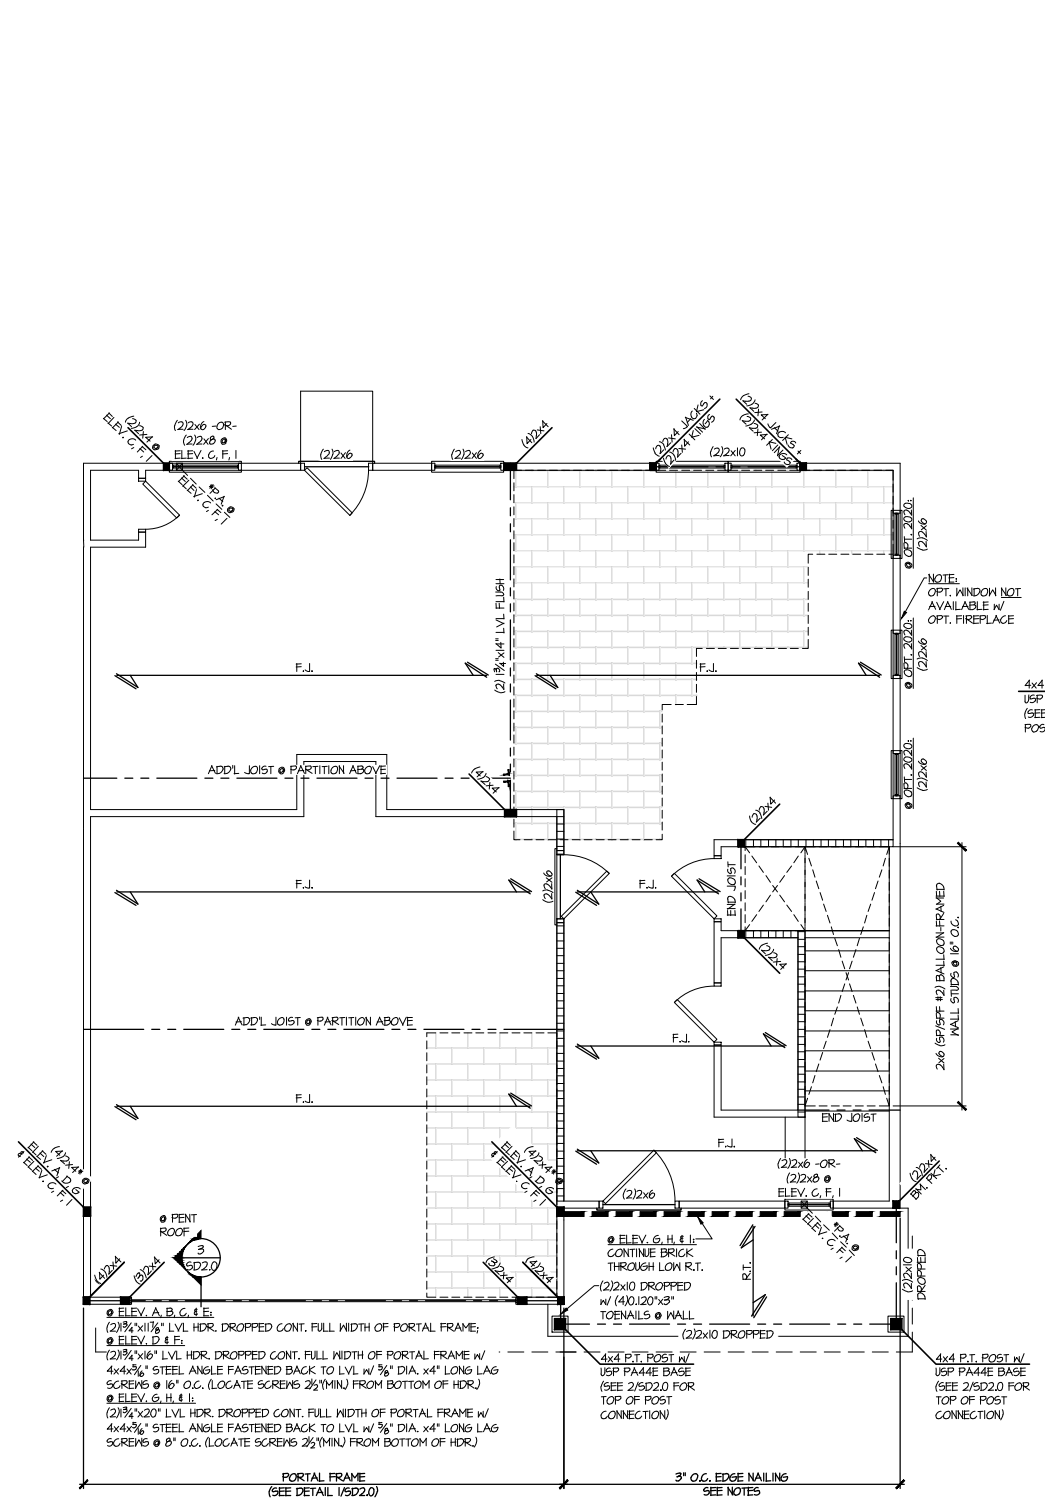 (2)2x4 @
ELEV. C, F, I
(2)2x6 -OR-
(2)2x8 @
ELEV. C, F, I
*P.A. @
ELEV. C, F, I
(2)2x6
(2)2x6
(4)2x4
(2)2x4 JACKS +
(2)2x4 KINGS
(2)2x10
(2)2x4 JACKS +
(2)2x4 KINGS
@ OPT. 2020:
(2)2x6
NOTE:
OPT. WINDOW NOT
AVAILABLE w/
OPT. FIREPLACE
(2) 1¾"x14" LVL FLUSH
@ OPT. 2020:
(2)2x6
F.J.
F.J.
4x4
USP
(SEE
POS
@ OPT. 2020:
(2)2x6
ADD'L JOIST @ PARTITION ABOVE
(4)2x4
(2)2x4
F.J.
(2)2x6
F.J.
END JOIST
(2)2x4
2x6 (SP/SPF #2) BALLOON-FRAMED
WALL STUDS @ 16" O.C.
ADD'L JOIST @ PARTITION ABOVE
F.J.
F.J.
END JOIST
F.J.
(4)2x4* @
ELEV. A, D, G
& ELEV. C, F, I
(4)2x4* @
ELEV. A, D, G
& ELEV. C, F, I
(2)2x6 -OR-
(2)2x8 @
ELEV. C, F, I
(2)2x4
BM. PKT.
(2)2x6
*P.A. @
ELEV. C, F, I
@ PENT
ROOF
3
SD2.0
@ ELEV. G, H, & I:
CONTINUE BRICK
THROUGH LOW R.T.
R.T.
(4)2x4
(3)2x4
(3)2x4
(4)2x4
(2)2x10 DROPPED
w/ (4)0.120"x3"
TOENAILS @ WALL
(2)2x10
DROPPED
(2)2x10 DROPPED
@ ELEV. A, B, C, & E:
(2)1¾"x11⅞" LVL HDR. DROPPED CONT. FULL WIDTH OF PORTAL FRAME;
@ ELEV. D & F:
(2)1¾"x16" LVL HDR. DROPPED CONT. FULL WIDTH OF PORTAL FRAME w/
4x4x5/16" STEEL ANGLE FASTENED BACK TO LVL w/ ⅝" DIA. x4" LONG LAG
SCREWS @ 16" O.C. (LOCATE SCREWS 2½"(MIN.) FROM BOTTOM OF HDR.)
@ ELEV. G, H, & I:
(2)1¾"x20" LVL HDR. DROPPED CONT. FULL WIDTH OF PORTAL FRAME w/
4x4x5/16" STEEL ANGLE FASTENED BACK TO LVL w/ ⅝" DIA. x4" LONG LAG
SCREWS @ 8" O.C. (LOCATE SCREWS 2½"(MIN.) FROM BOTTOM OF HDR.)
4x4 P.T. POST w/
USP PA44E BASE
(SEE 2/SD2.0 FOR
TOP OF POST
CONNECTION)
4x4 P.T. POST w/
USP PA44E BASE
(SEE 2/SD2.0 FOR
TOP OF POST
CONNECTION)
PORTAL FRAME
(SEE DETAIL 1/SD2.0)
3" O.C. EDGE NAILING
SEE NOTES